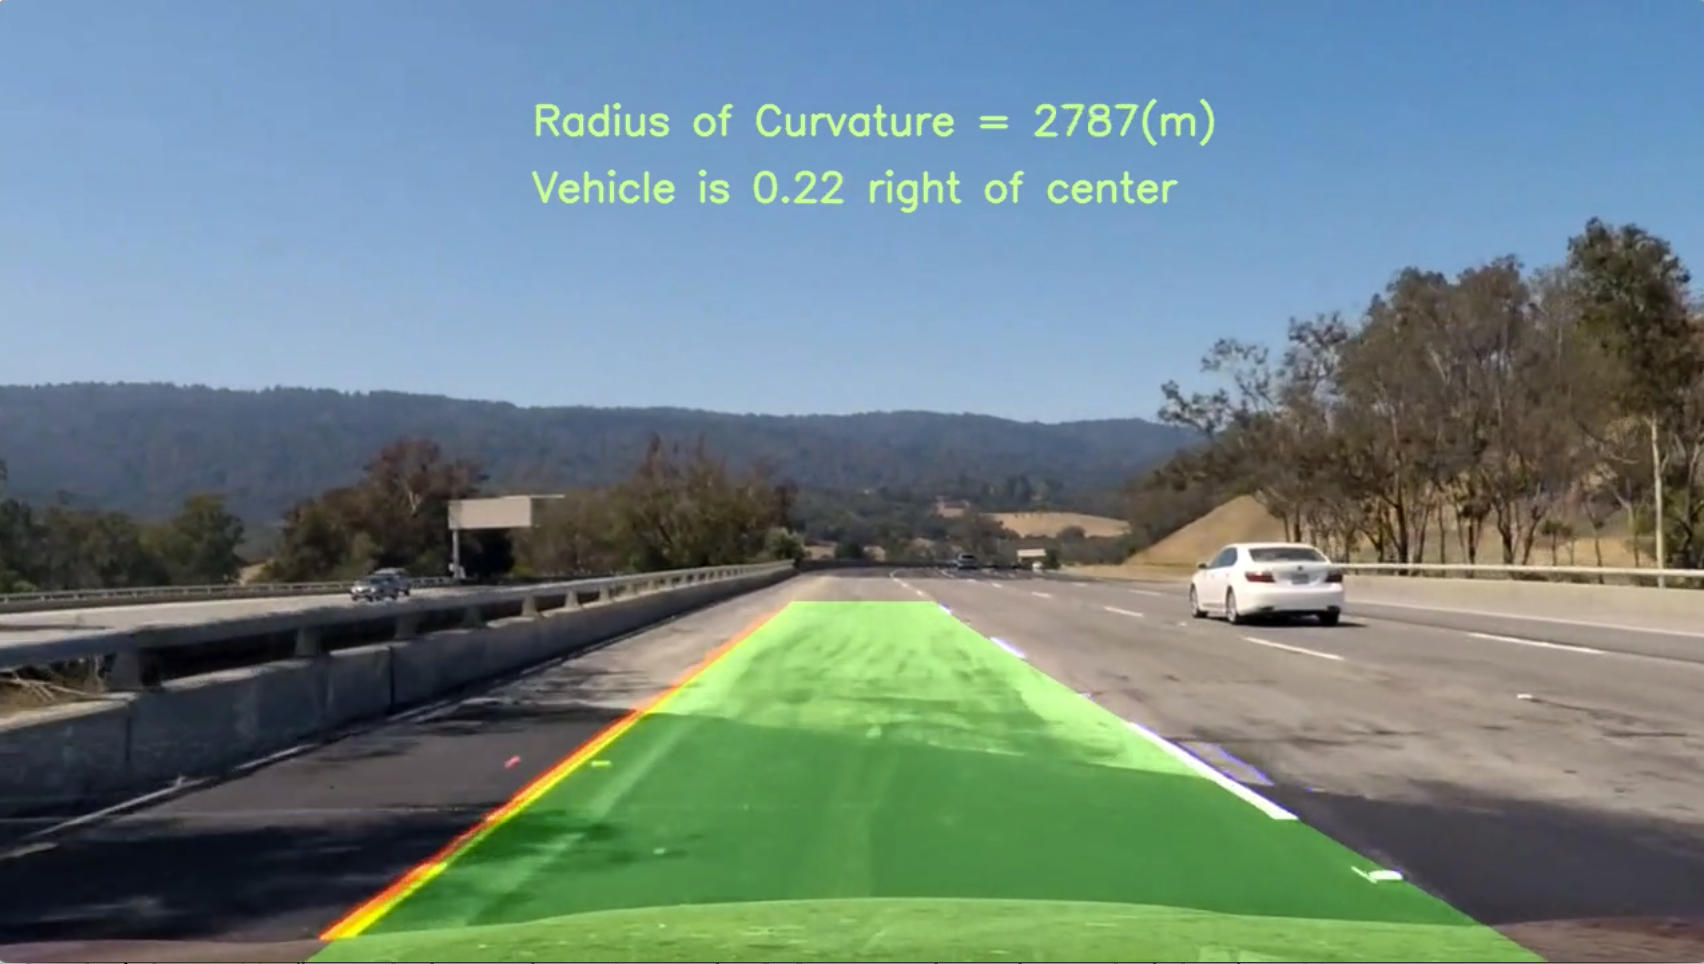 Radius of Curvature = 2787(m)
Vehicle is 0.22 right of center